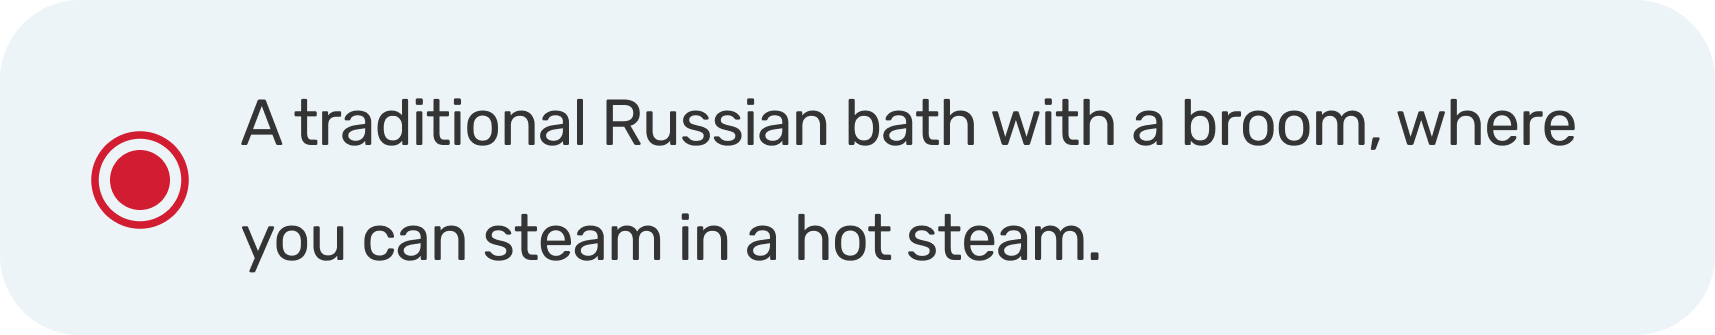 A traditional Russian bath with a broom, where
you can steam in a hot steam.